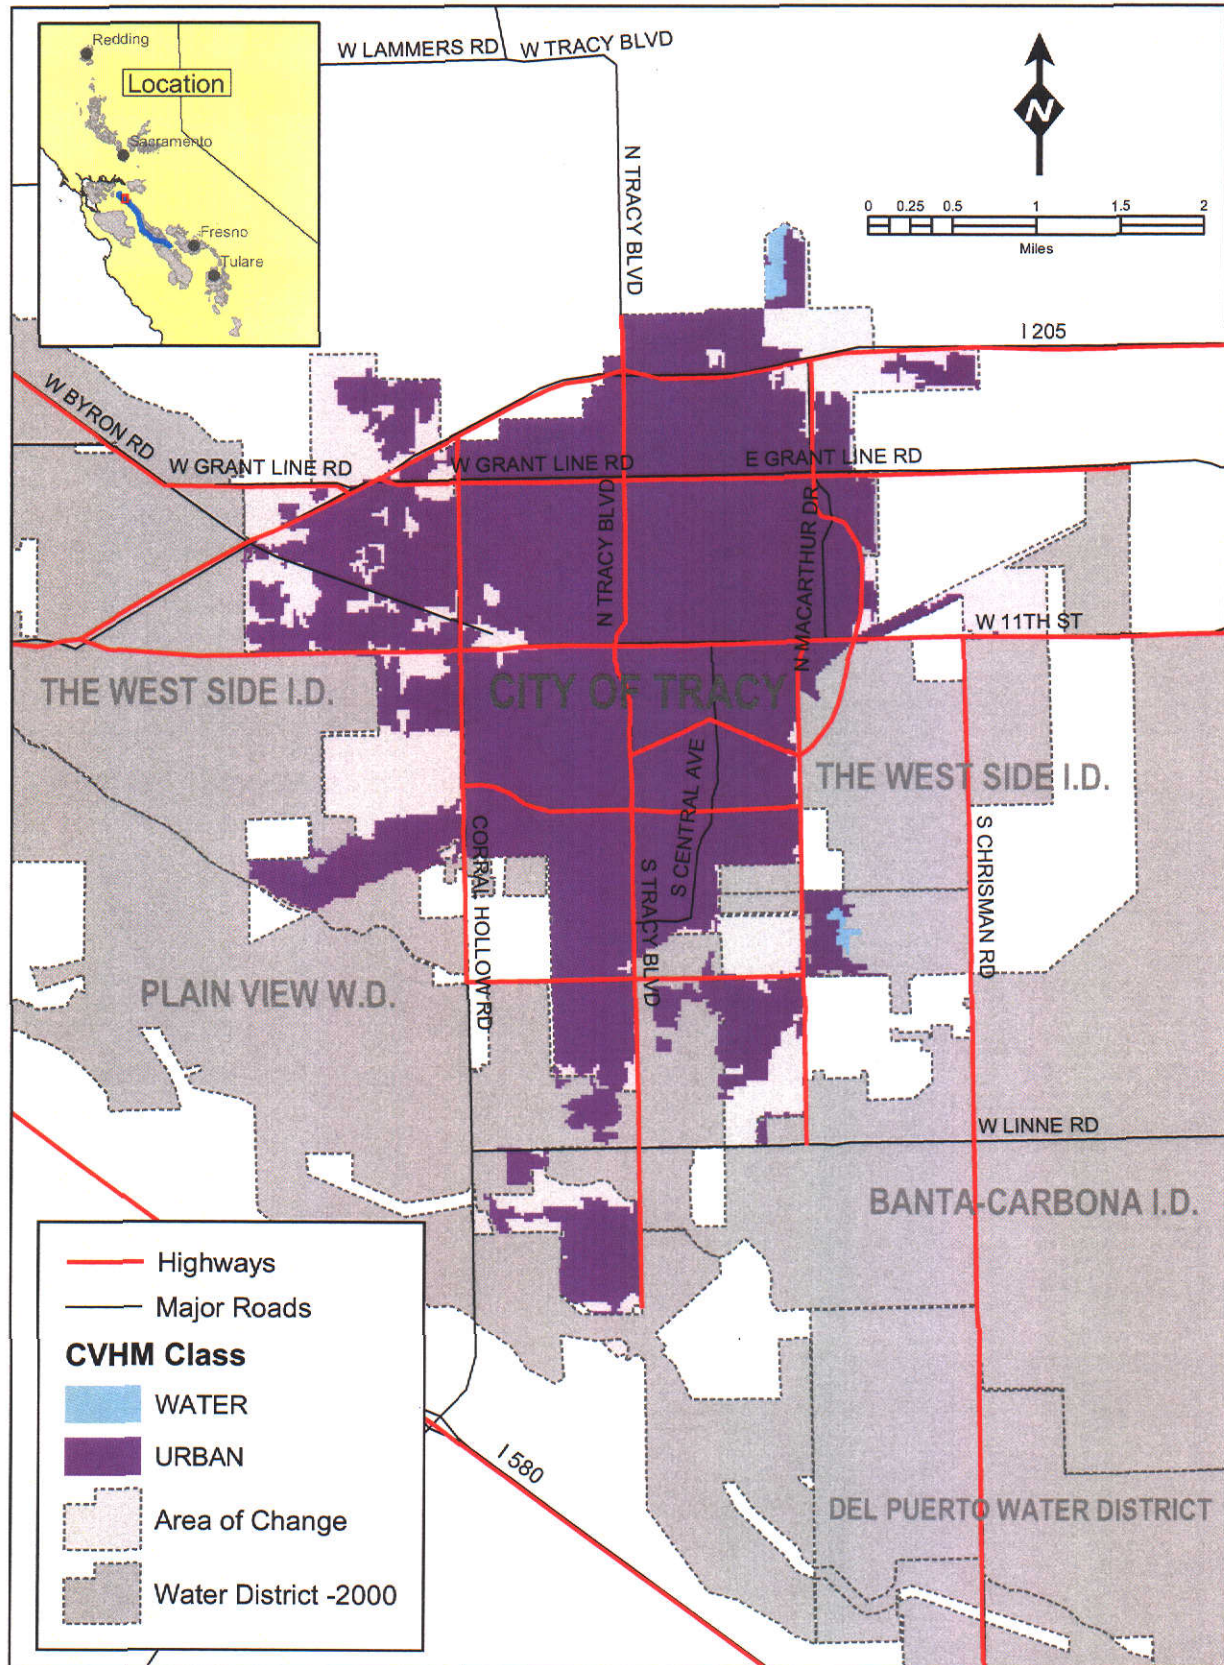 Redding
Location
Sacramento
Fresno
Tulare
W LAMMERS RD
W TRACY BLVD
N TRACY BLVD
N
0 0.25 0.5 1 1.5 2
Miles
I 205
W BYRON RD
W GRANT LINE RD
W GRANT LINE RD
E GRANT LINE RD
N TRACY BLVD
N MACARTHUR DR
W 11TH ST
THE WEST SIDE I.D.
CITY OF TRACY
THE WEST SIDE I.D.
S CENTRAL AVE
CORRAL HOLLOW RD
S TRACY BLVD
S CHRISMAN RD
PLAIN VIEW W.D.
W LINNE RD
BANTA-CARBONA I.D.
I 580
DEL PUERTO WATER DISTRICT
Highways
Major Roads
CVHM Class
WATER
URBAN
Area of Change
Water District -2000